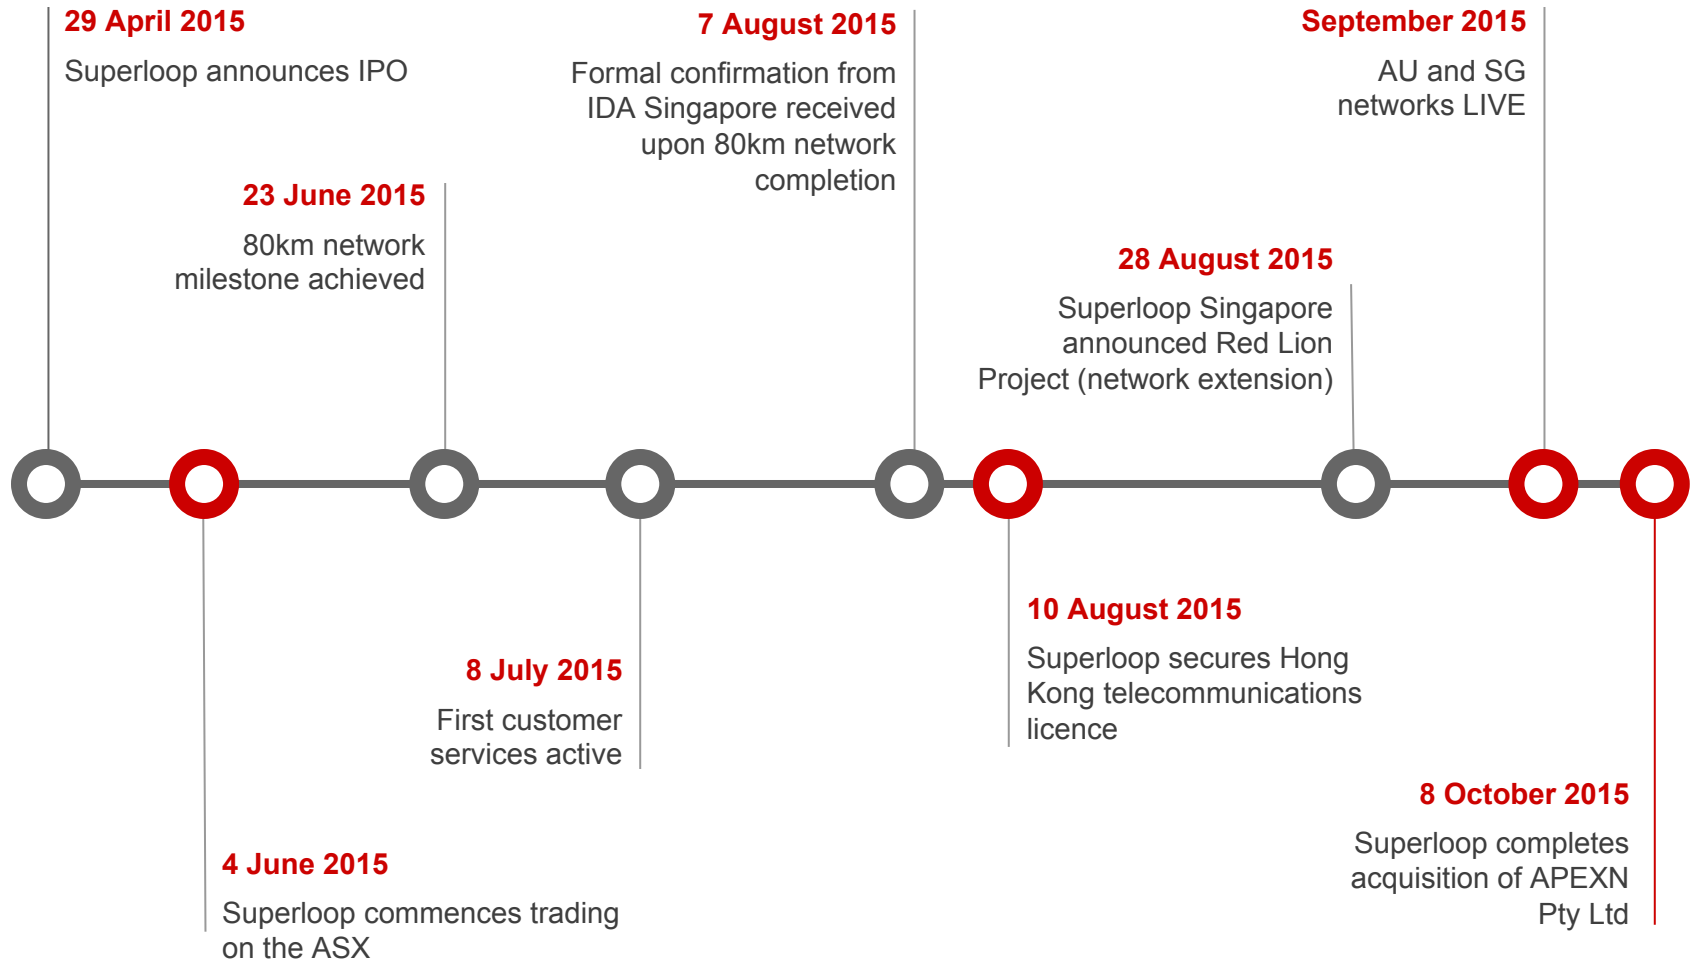 29 April 2015
Superloop announces IPO
4 June 2015
Superloop commences trading
on the ASX
23 June 2015
80km network
milestone achieved
8 July 2015
First customer
services active
7 August 2015
Formal confirmation from
IDA Singapore received
upon 80km network
completion
10 August 2015
Superloop secures Hong
Kong telecommunications
licence
28 August 2015
Superloop Singapore
announced Red Lion
Project (network extension)
September 2015
AU and SG
networks LIVE
8 October 2015
Superloop completes
acquisition of APEXN
Pty Ltd